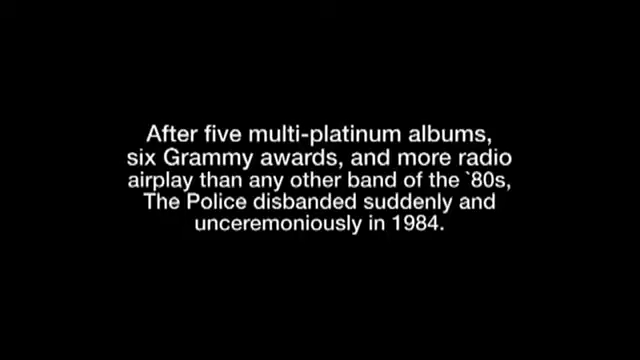 After five multi-platinum albums,
six Grammy awards, and more radio
airplay than any other band of the `80s,
The Police disbanded suddenly and
unceremoniously in 1984.